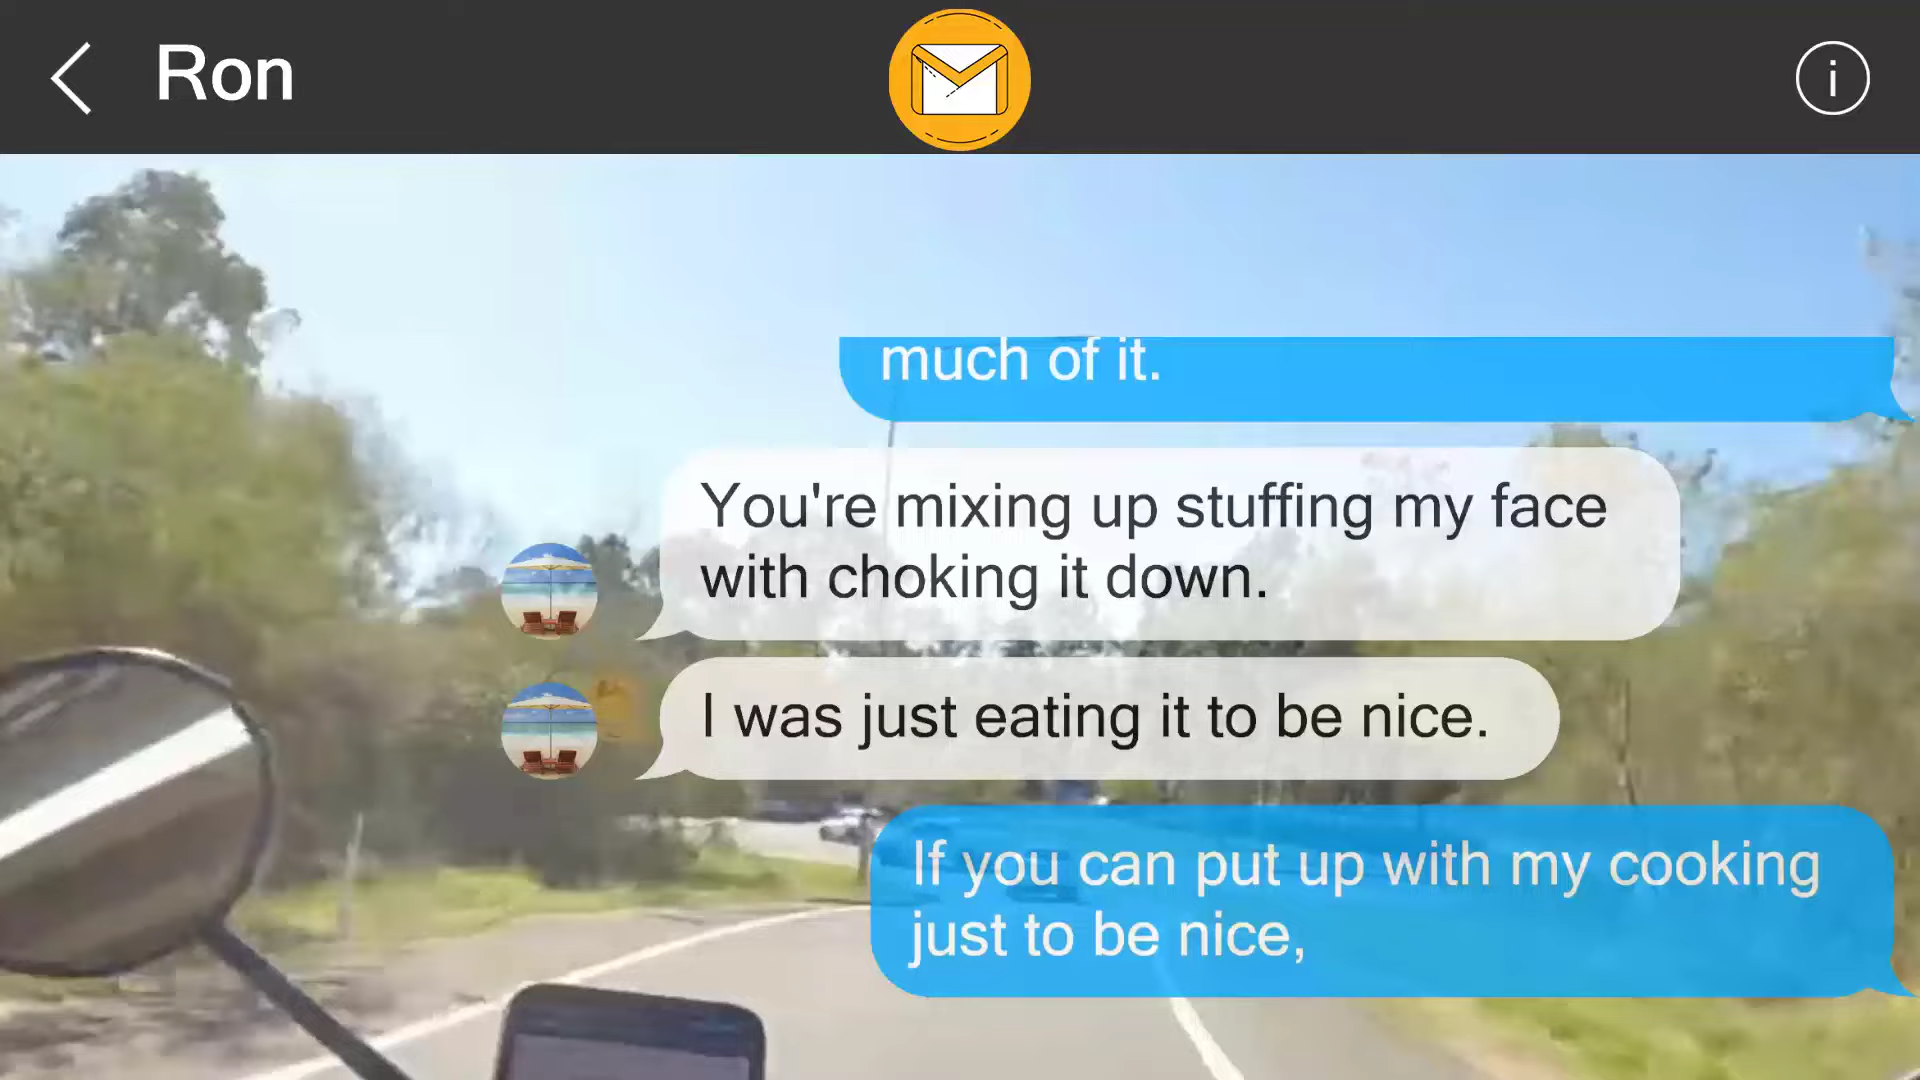 Ron
i
much of it.
You're mixing up stuffing my face
with choking it down.
I was just eating it to be nice.
If you can put up with my cooking
just to be nice,